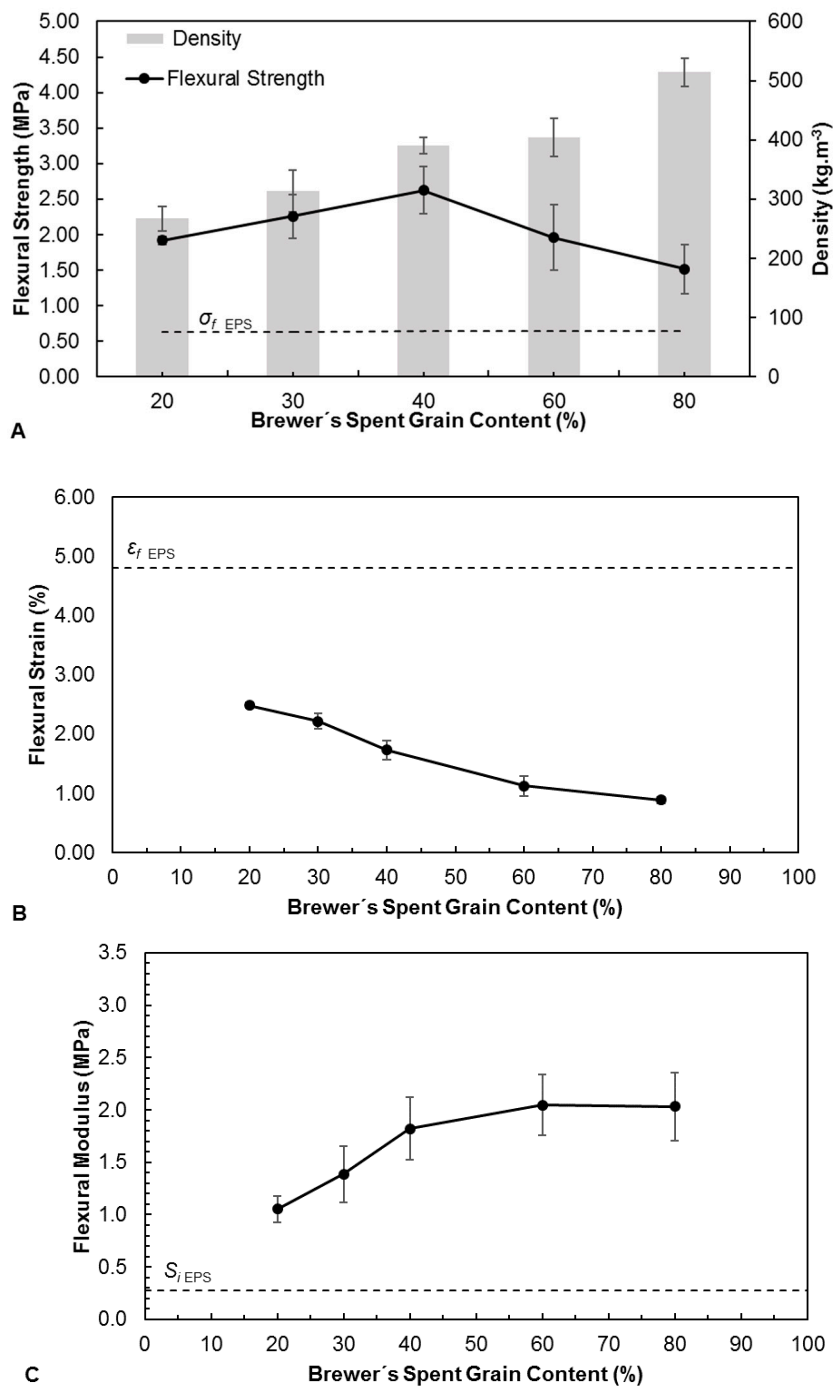 5.00
4.50
4.00
3.50
3.00
2.50
2.00
1.50
1.00
0.50
0.00
Flexural Strength (MPa)
Density
Flexural Strength
σf EPS
600
500
400
300
200
100
0
Density (kg.m-3)
20 30 40 60 80
Brewer´s Spent Grain Content (%)
A
6.00
5.00
4.00
3.00
2.00
1.00
0.00
Flexural Strain (%)
εf EPS
0 10 20 30 40 50 60 70 80 90 100
Brewer´s Spent Grain Content (%)
B
3.5
3.0
2.5
2.0
1.5
1.0
0.5
0.0
Flexural Modulus (MPa)
Si EPS
0 10 20 30 40 50 60 70 80 90 100
Brewer´s Spent Grain Content (%)
C